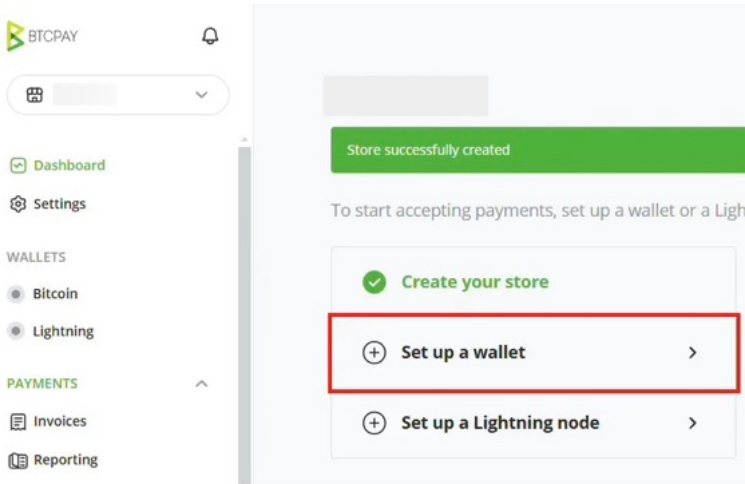 BTCPAY
Dashboard
Settings
WALLETS
Bitcoin
Lightning
PAYMENTS
Invoices
Reporting
Store successfully created
To start accepting payments, set up a wallet or a Ligh
Create your store
Set up a wallet
Set up a Lightning node